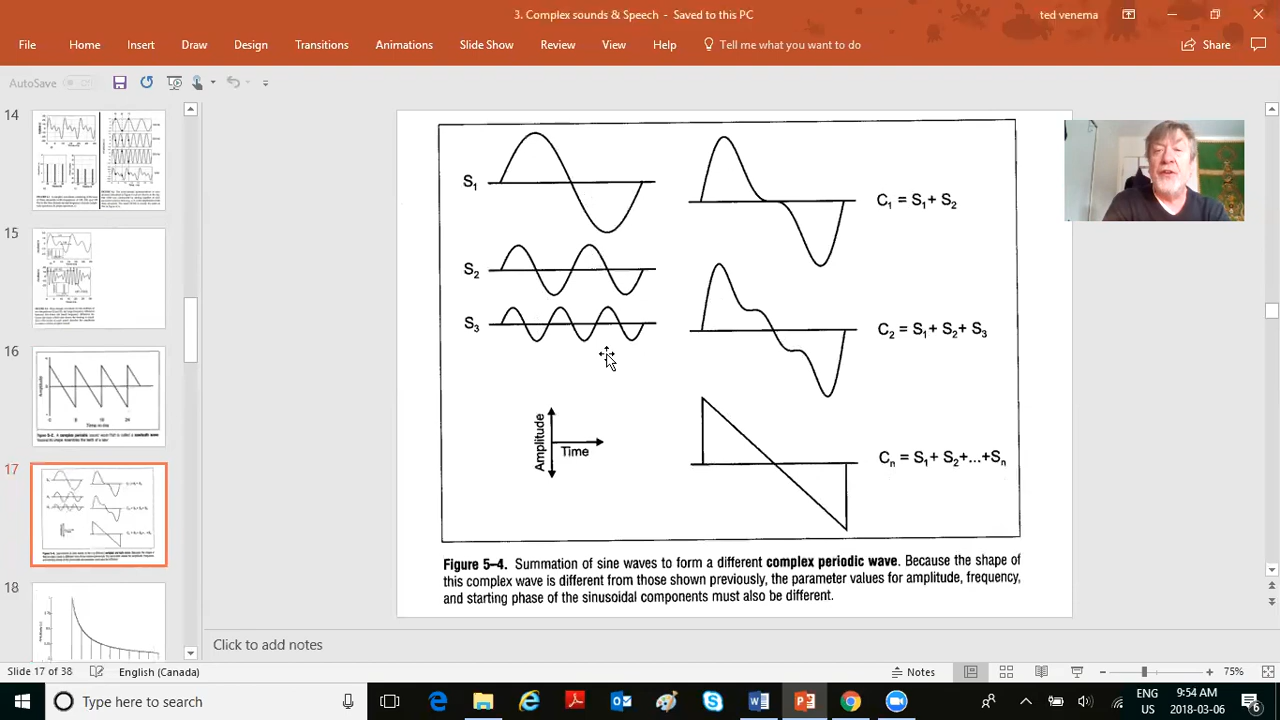 3. Complex sounds & Speech - Saved to this PC
ted venema
File Home Insert Draw Design Transitions Animations Slide Show Review View Help Tell me what you want to do Share
AutoSave
14
15
16
17
18
S1
S2
S3
C1 = S1+ S2
C2 = S1+ S2+ S3
Cn = S1+ S2+...+Sn
Amplitude
Time
Figure 5–4. Summation of sine waves to form a different complex periodic wave. Because the shape of
this complex wave is different from those shown previously, the parameter values for amplitude, frequency,
and starting phase of the sinusoidal components must also be different.
Click to add notes
Slide 17 of 38 English (Canada) Notes 75%
Type here to search
ENG
US
9:54 AM
2018-03-06
6